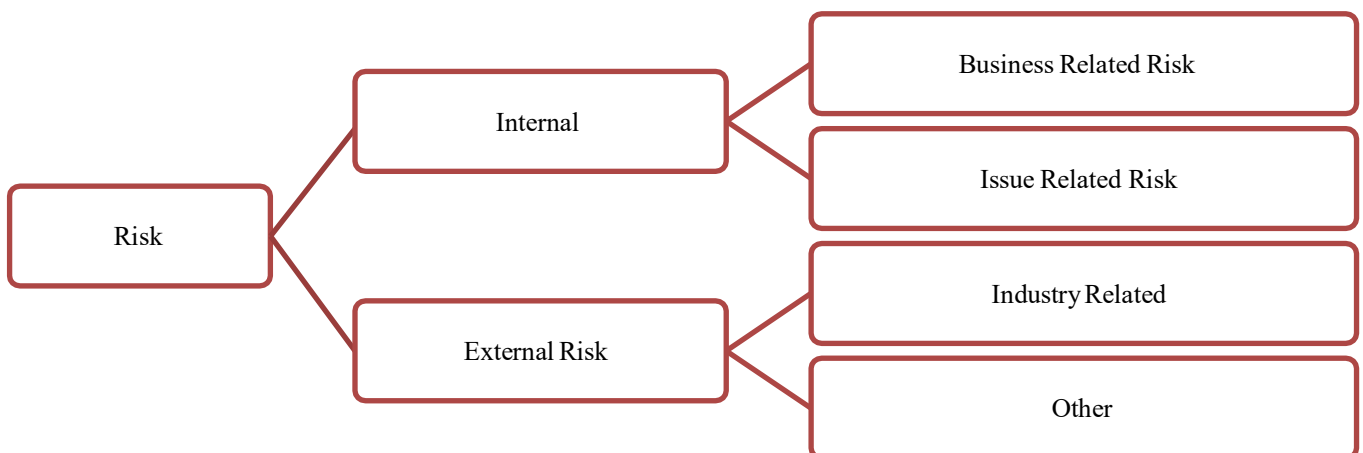 Risk
Internal
Business Related Risk
Issue Related Risk
External Risk
Industry Related
Other